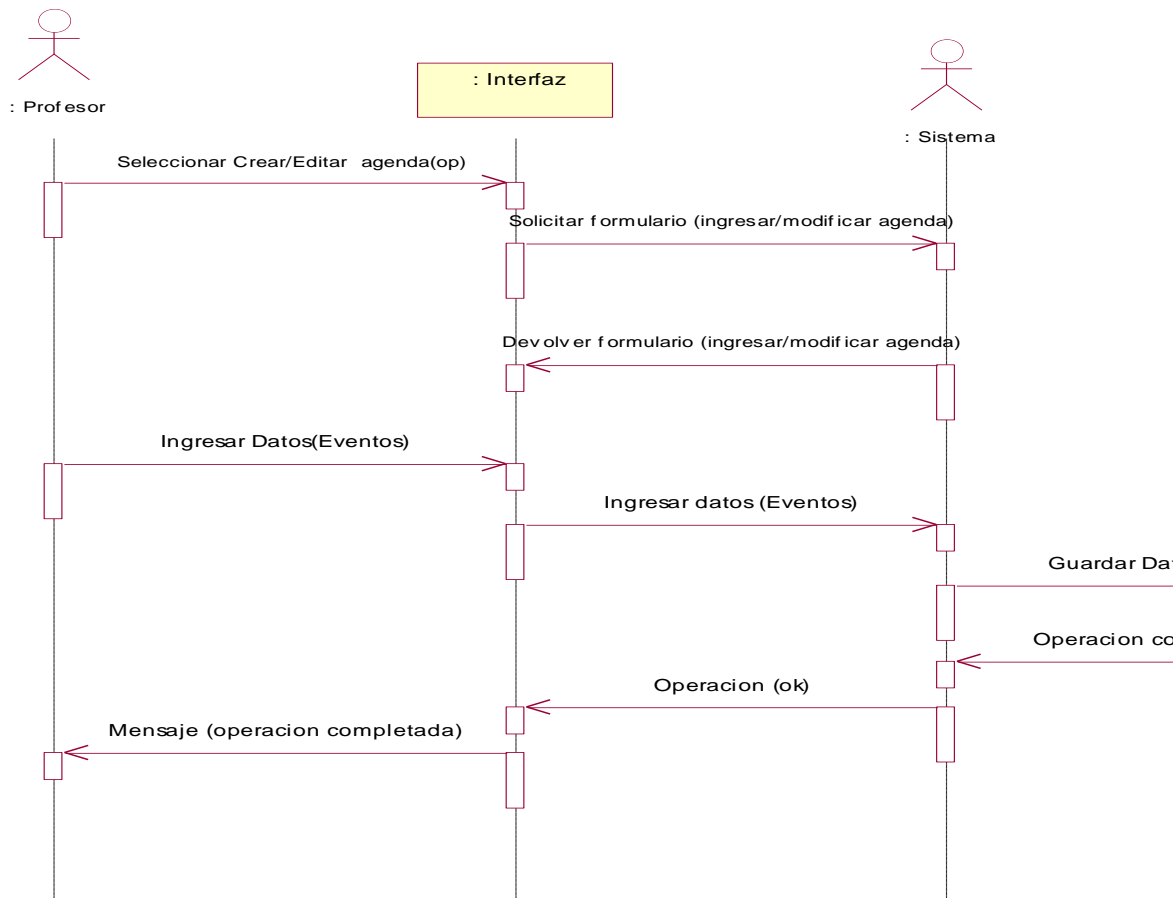 : Profesor
: Interfaz
: Sistema
Seleccionar Crear/Editar agenda(op)
Solicitar formulario (ingresar/modificar agenda)
Devolver formulario (ingresar/modificar agenda)
Ingresar Datos(Eventos)
Ingresar datos (Eventos)
Guardar
Operacion
Operacion (ok)
Mensaje (operacion completada)